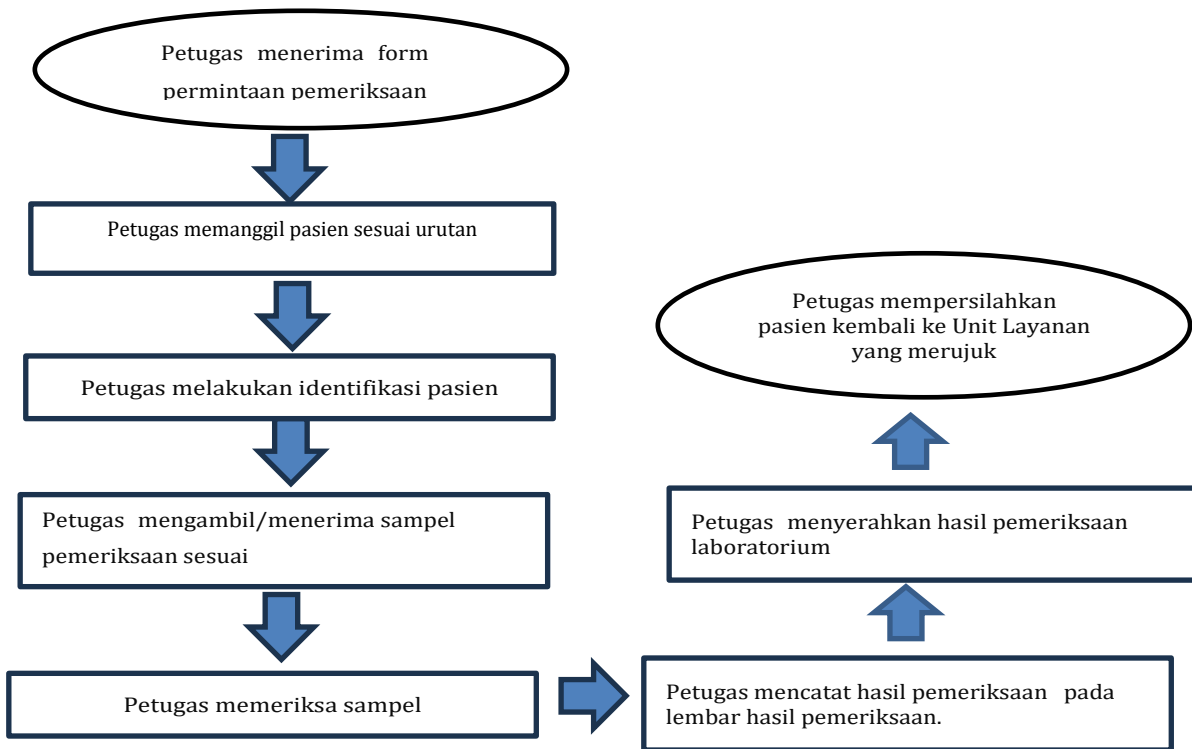 Petugas menerima form
permintaan pemeriksaan
Petugas memanggil pasien sesuai urutan
Petugas melakukan identifikasi pasien
Petugas mengambil/menerima sampel
pemeriksaan sesuai
Petugas memeriksa sampel
Petugas mencatat hasil pemeriksaan pada
lembar hasil pemeriksaan.
Petugas menyerahkan hasil pemeriksaan
laboratorium
Petugas mempersilahkan
pasien kembali ke Unit Layanan
yang merujuk